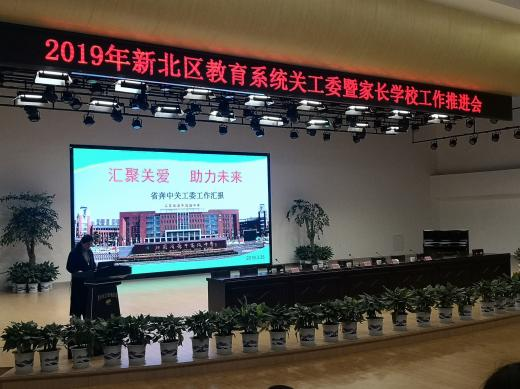 2019年新北区教育系统关工委暨家长学校工作推进会
汇聚关爱 助力未来
省奔中关工委工作汇报